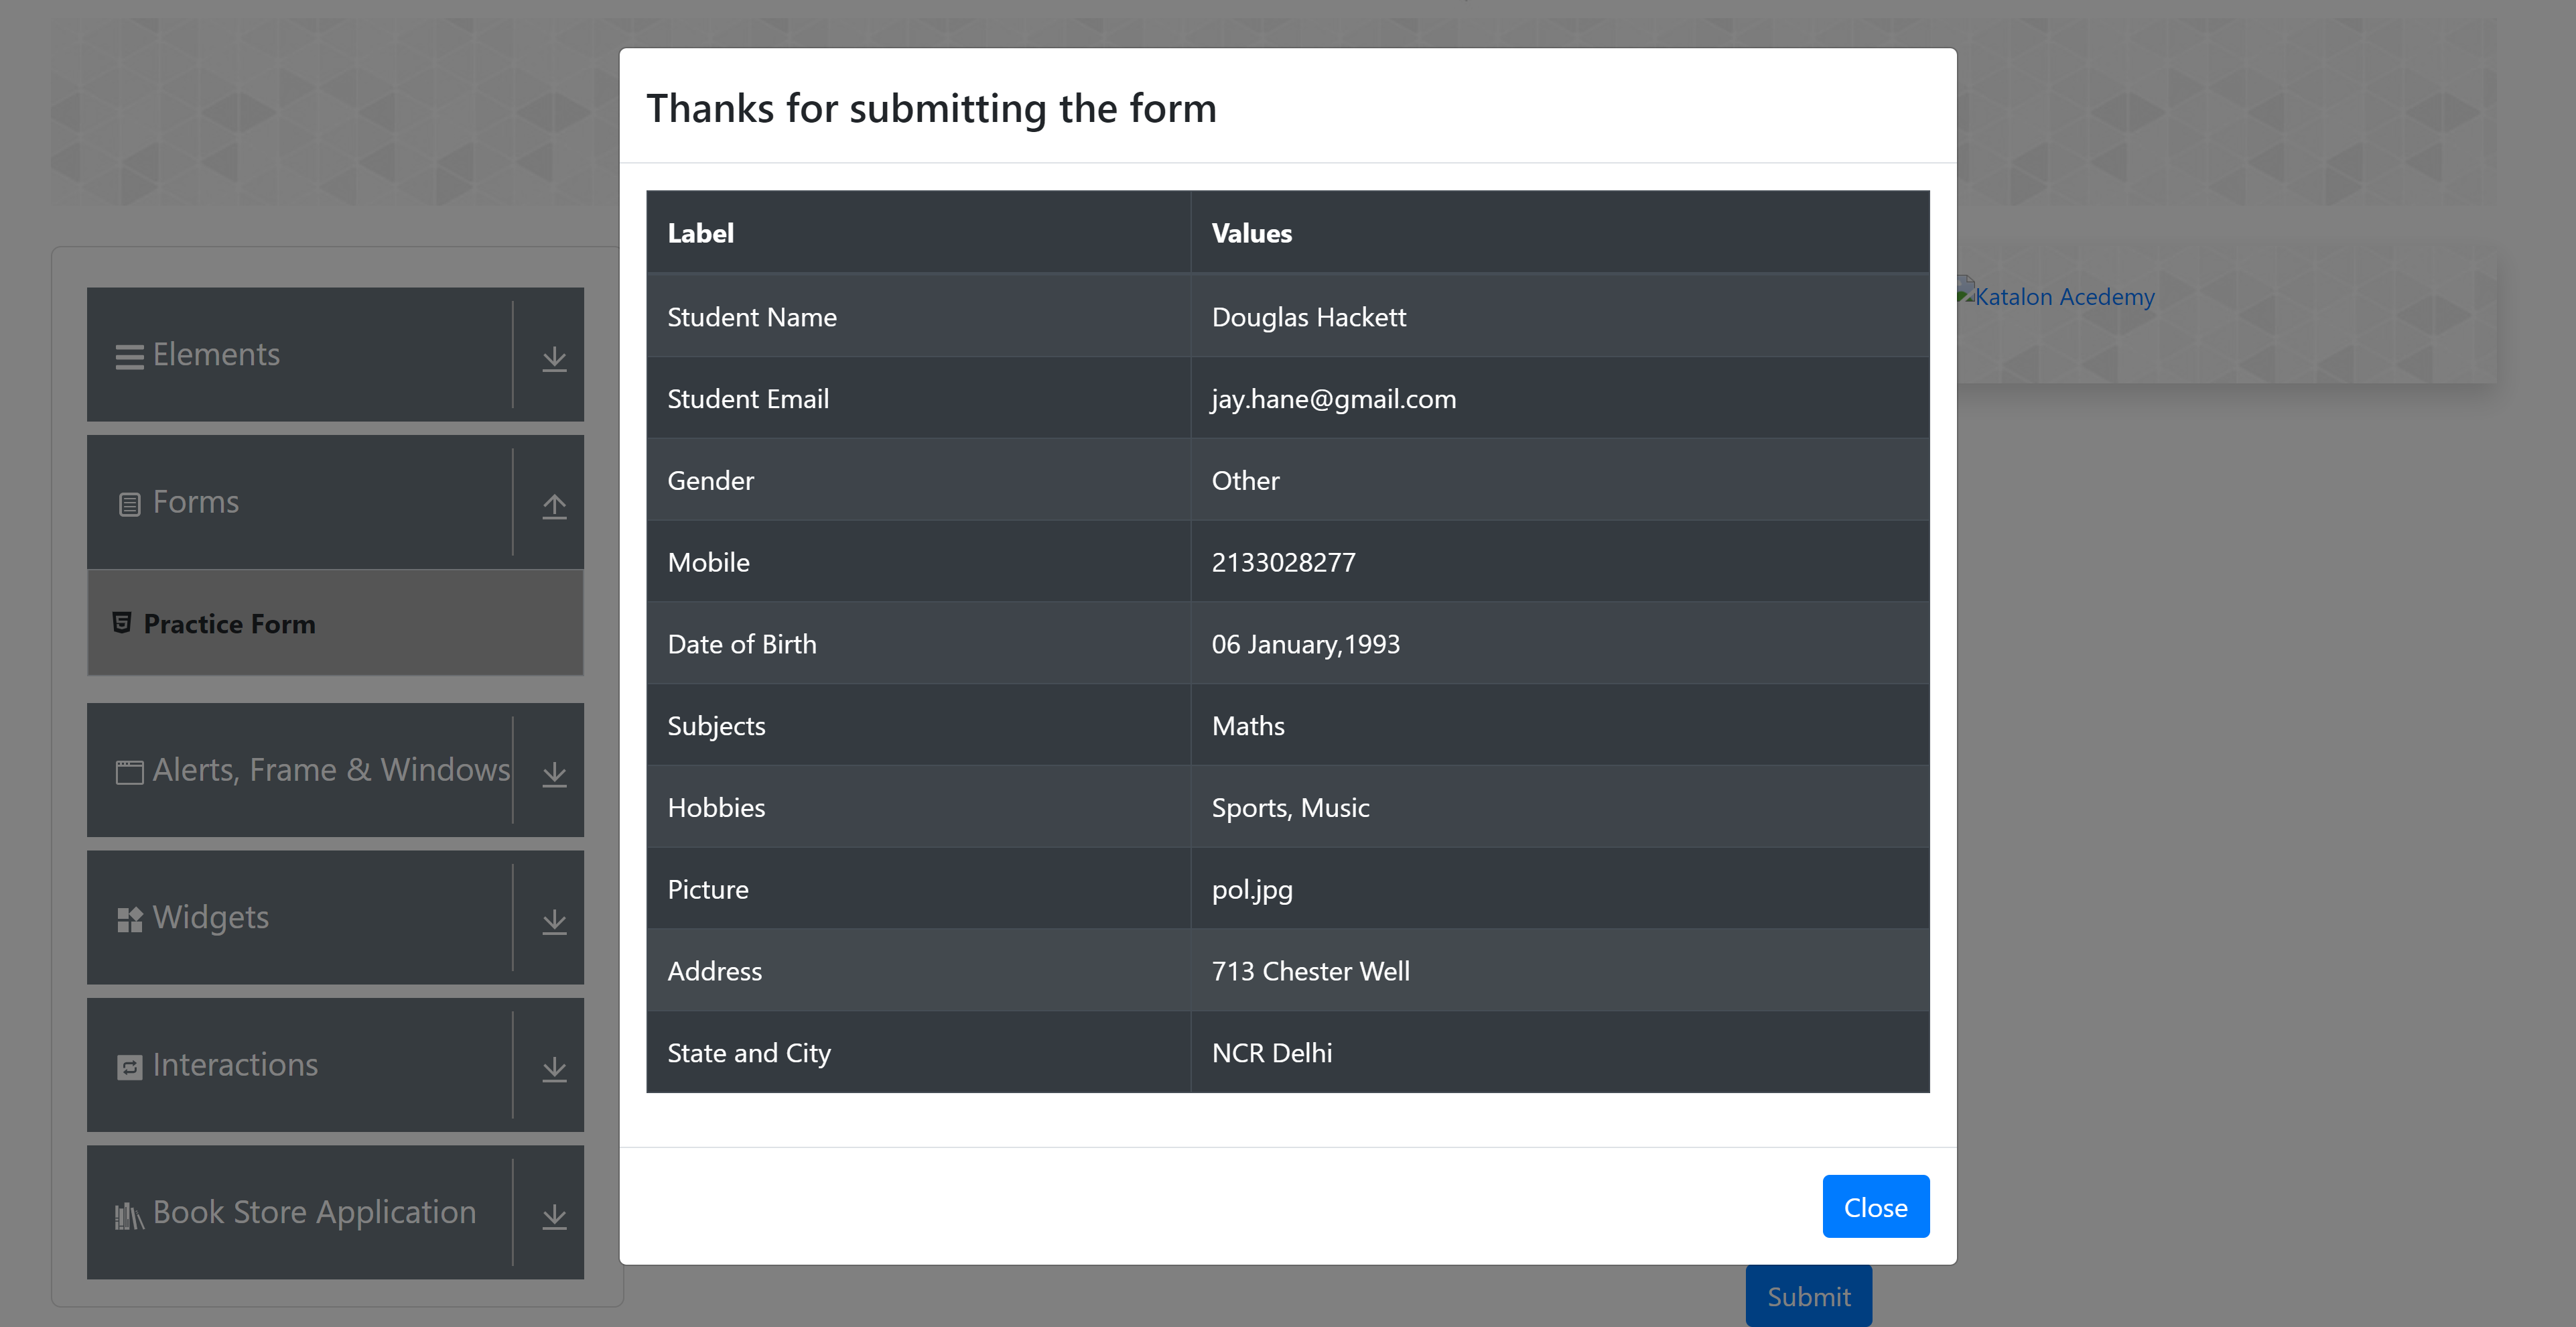 Thanks for submitting the form
Label Values
Student Name Douglas Hackett
Student Email jay.hane@gmail.com
Gender Other
Mobile 2133028277
Date of Birth 06 January,1993
Subjects Maths
Hobbies Sports, Music
Picture pol.jpg
Address 713 Chester Well
State and City NCR Delhi
Close
Elements
Forms
Practice Form
Alerts, Frame & Windows
Widgets
Interactions
Book Store Application
Katalon Acedemy
Submit